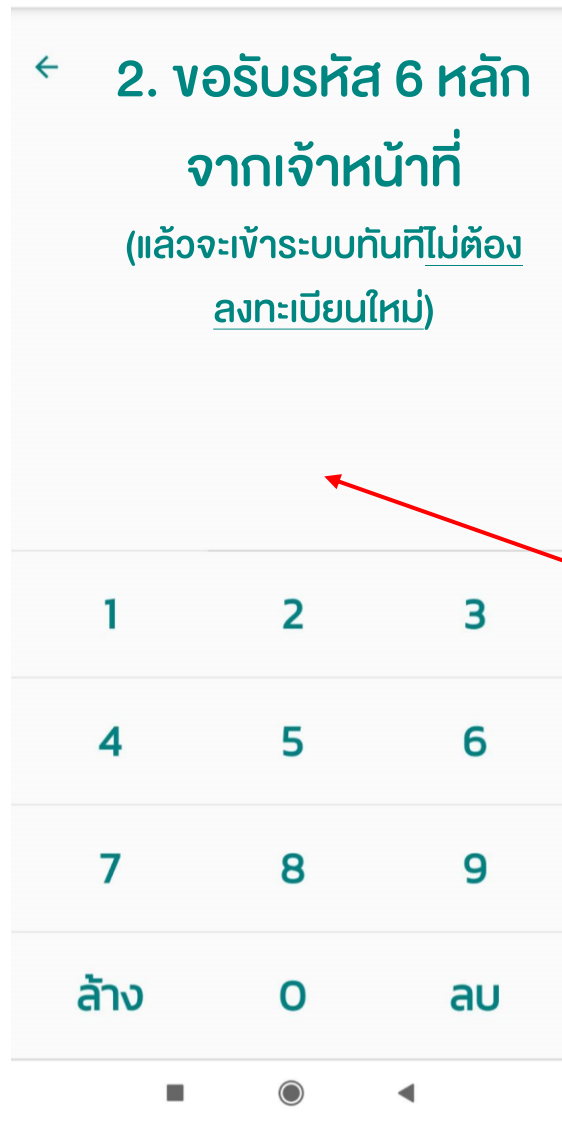 2. ขอรับรหัส 6 หลัก
จากเจ้าหน้าที่
(แล้วจะเข้าระบบทันทีไม่ต้อง
ลงทะเบียนใหม่)
1 2 3
4 5 6
7 8 9
ล้าง 0 ลบ